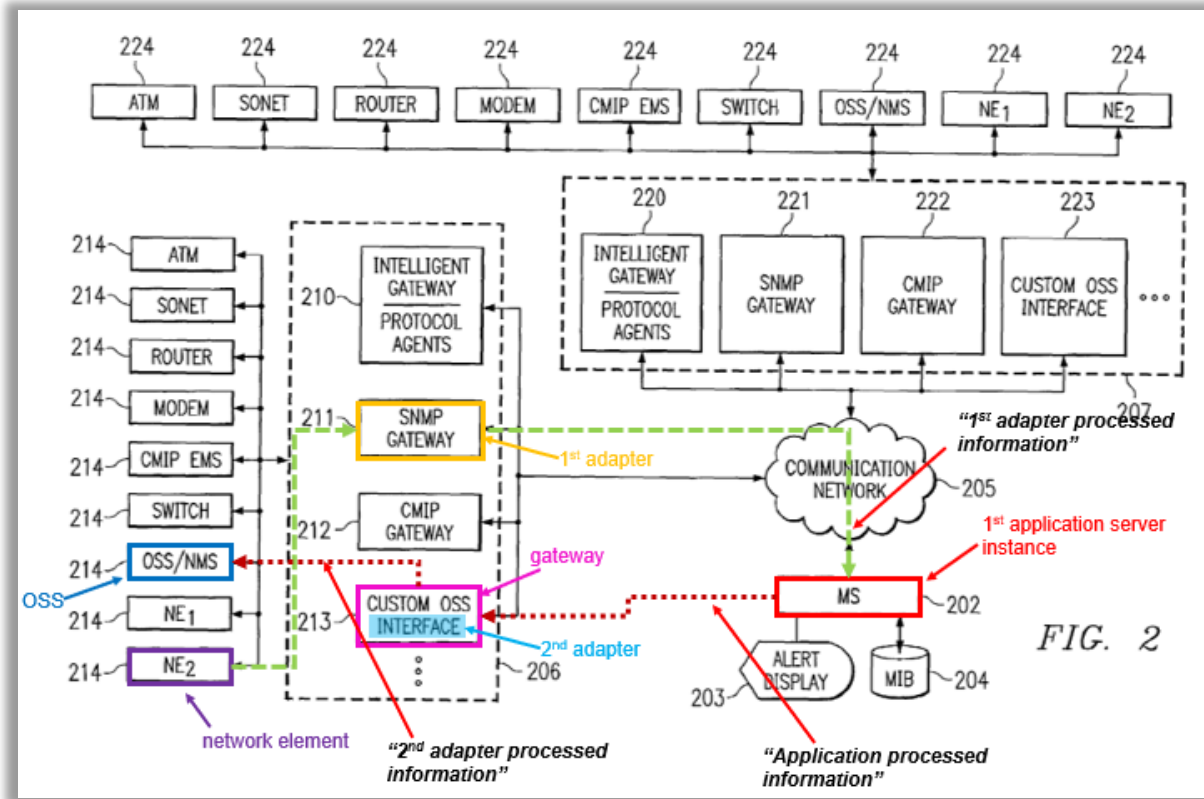 224 224 224 224 224 224 224 224 224
ATM SONET ROUTER MODEM CMIP EMS SWITCH OSS/NMS NE1 NE2
220 221 222 223
INTELLIGENT
GATEWAY
PROTOCOL
AGENTS
SNMP
GATEWAY
CMIP
GATEWAY
CUSTOM OSS
INTERFACE
207
214 ATM
214 SONET
214 ROUTER
214 MODEM
214 CMIP EMS
214 SWITCH
214 OSS/NMS
OSS
214 NE1
214 NE2
network element
210
INTELLIGENT
GATEWAY
PROTOCOL
AGENTS
211
SNMP
GATEWAY
1st adapter
212
CMIP
GATEWAY
gateway
213
CUSTOM OSS
INTERFACE
2nd adapter
206
“2nd adapter processed
information”
“1st adapter processed
information”
COMMUNICATION
NETWORK
205
1st application server
instance
MS
202
ALERT
DISPLAY
203
MIB
204
FIG. 2
“Application processed
information”